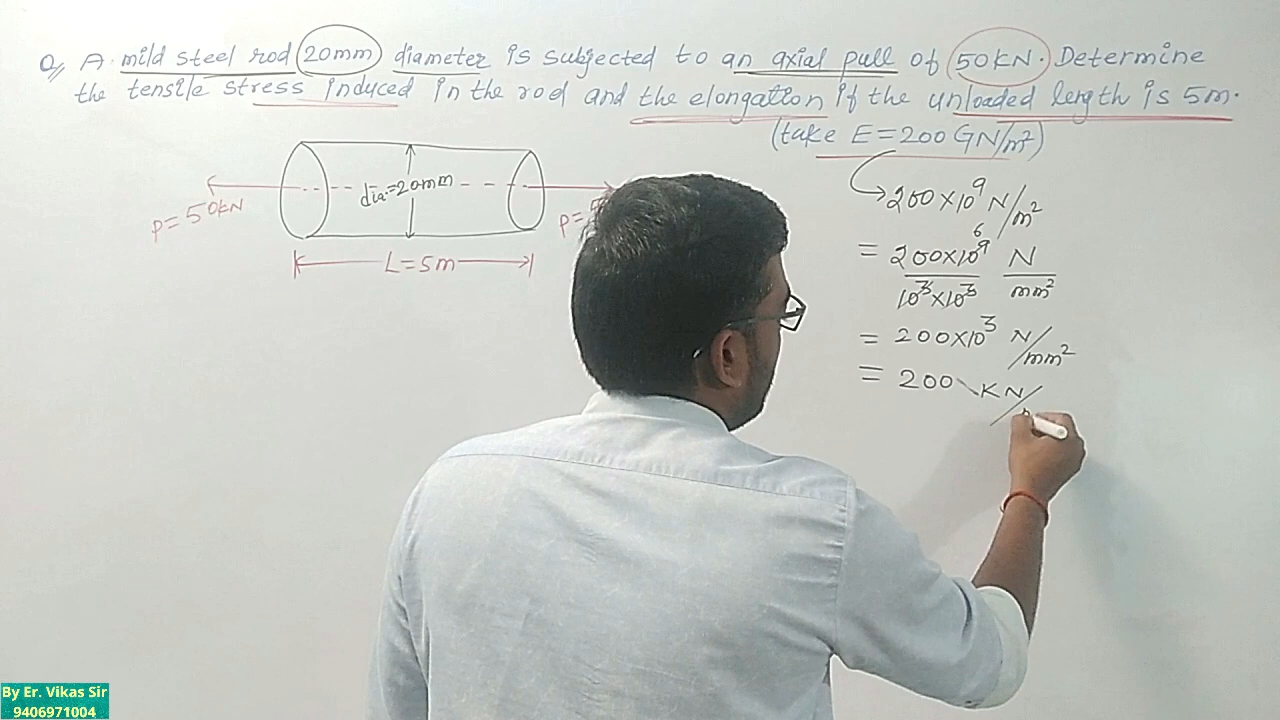 Q, A mild steel rod 20mm diameter is subjected to an axial pull of 50KN. Determine
the tensile stress induced in the rod and the elongation if the unloaded length is 5m.
(take E=200 GN/m²)
dia=20mm
P=50KN
P=5
L=5m
200×10⁹ N/m²
= 200×10⁹ 6 N
10³×10³ mm²
= 200×10³ N/mm²
= 200 KN/
By Er. Vikas Sir
9406971004